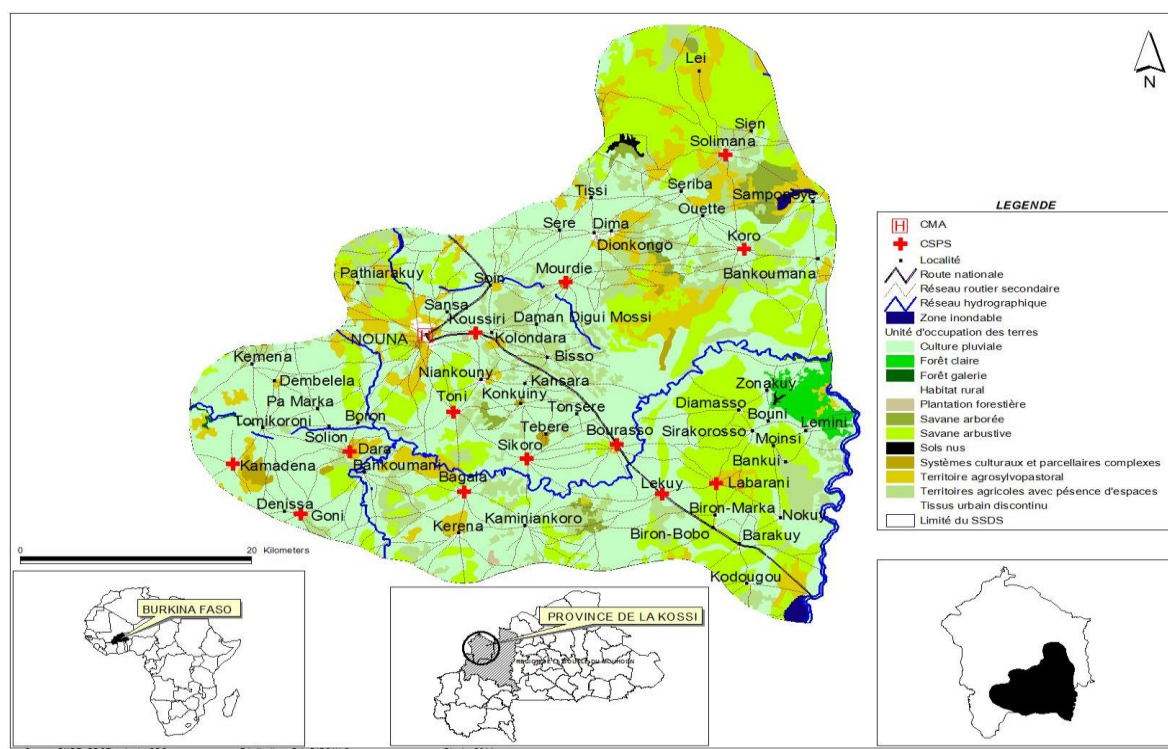 Lei
Sien
Solimana
Tissi
Seriba
Samponoye
Sere
Dima
Ouette
Dionkongo
Koro
Pathiarakuy
Soin
Mourdie
Bankoumana
Sansa
Koussiri
Daman Digui Mossi
NOUNA
H
Kolondara
Kemena
Bisso
Niankouny
Kansara
Zonakuy
Dembelela
Toni
Konkuiny
Diamasso
Pa Marka
Tonsere
Bouni
Lemini
Tomikoroni
Boron
Tebere
Bourasso
Sirakorosso
Solion
Moinsi
Dara
Sikoro
Bankui
Kamadena
Bankoumani
Bagala
Lekuy
Labarani
Denissa
Goni
Biron-Marka
Nokuy
Kerena
Kaminiankoro
Biron-Bobo
Barakuy
Kodougou
N
LEGENDE
H CMA
CSPS
Localité
Route nationale
Réseau routier secondaire
Réseau hydrographique
Zone inondable
Unité d'occupation des terres
Culture pluviale
Forêt claire
Forêt galerie
Habitat rural
Plantation forestière
Savane arborée
Savane arbustive
Sols nus
Systèmes culturaux et parcellaires complexes
Territoire agrosylvopastoral
Territoires agricoles avec pésence d'espaces
Tissus urbain discontinu
Limité du SSDS
0 20 Kilometers
BURKINA FASO
PROVINCE DE LA KOSSI